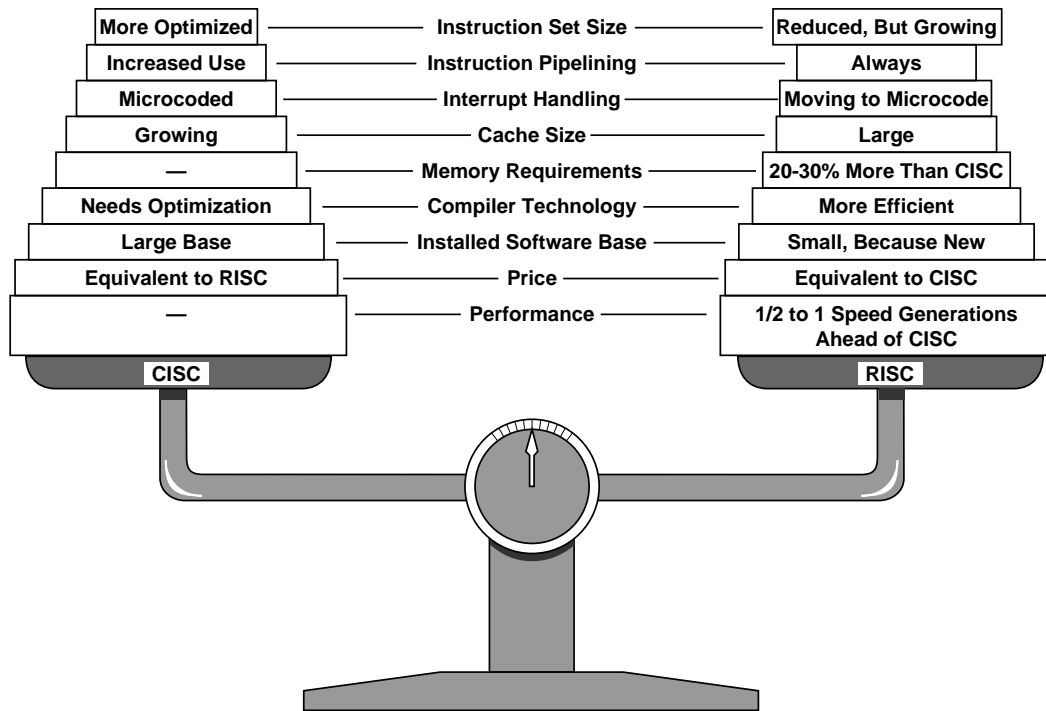 More Optimized Instruction Set Size Reduced, But Growing
Increased Use Instruction Pipelining Always
Microcoded Interrupt Handling Moving to Microcode
Growing Cache Size Large
— Memory Requirements 20-30% More Than CISC
Needs Optimization Compiler Technology More Efficient
Large Base Installed Software Base Small, Because New
Equivalent to RISC Price Equivalent to CISC
— Performance 1/2 to 1 Speed Generations
Ahead of CISC
CISC RISC